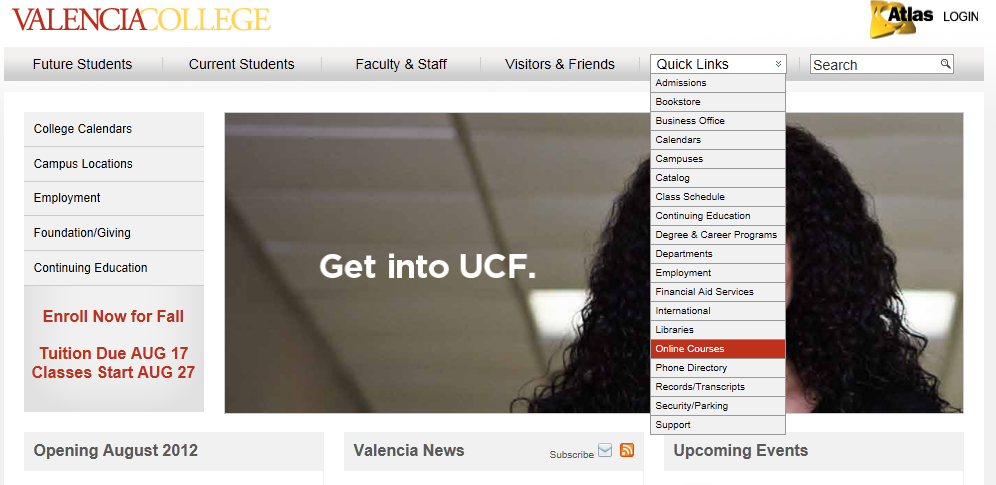 VALENCIACOLLEGE
Atlas LOGIN
Future Students
Current Students
Faculty & Staff
Visitors & Friends
Quick Links
Search
Admissions
Bookstore
Business Office
Calendars
Campuses
Catalog
Class Schedule
Continuing Education
Degree & Career Programs
Departments
Employment
Financial Aid Services
International
Libraries
Online Courses
Phone Directory
Records/Transcripts
Security/Parking
Support
College Calendars
Campus Locations
Employment
Foundation/Giving
Continuing Education
Enroll Now for Fall
Tuition Due AUG 17
Classes Start AUG 27
Get into UCF.
Opening August 2012
Valencia News
Subscribe
Upcoming Events